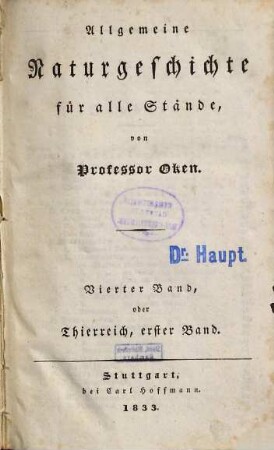 Allgemeine
Naturgeschichte
für alle Stände,
von
Professor Oken.
Dr. Haupt.
Vierter Band,
oder
Thierreich, erster Band.
Stuttgart,
bei Carl Hoffmann.
1833.